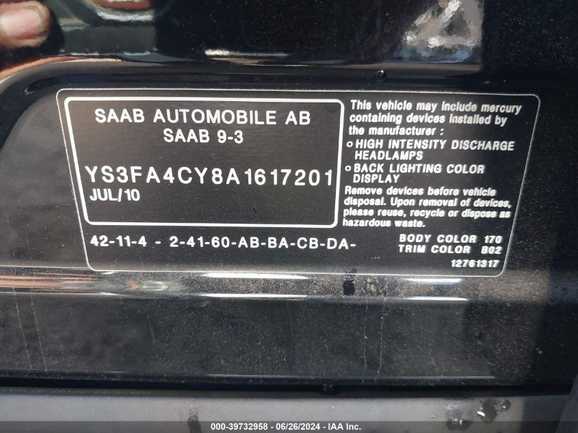 SAAB AUTOMOBILE AB
SAAB 9-3
YS3FA4CY8A1617201
JUL/10
42-11-4 - 2-41-60-AB-BA-CB-DA-
This vehicle may include mercury
containing devices installed by
the manufacturer :
o HIGH INTENSITY DISCHARGE
HEADLAMPS
o BACK LIGHTING COLOR
DISPLAY
Remove devices before vehicle
disposal. Upon removal of devices,
please reuse, recycle or dispose as
hazardous waste.
BODY COLOR 170
TRIM COLOR B02
12761317
000-39732958 - 06/26/2024 - IAA Inc.